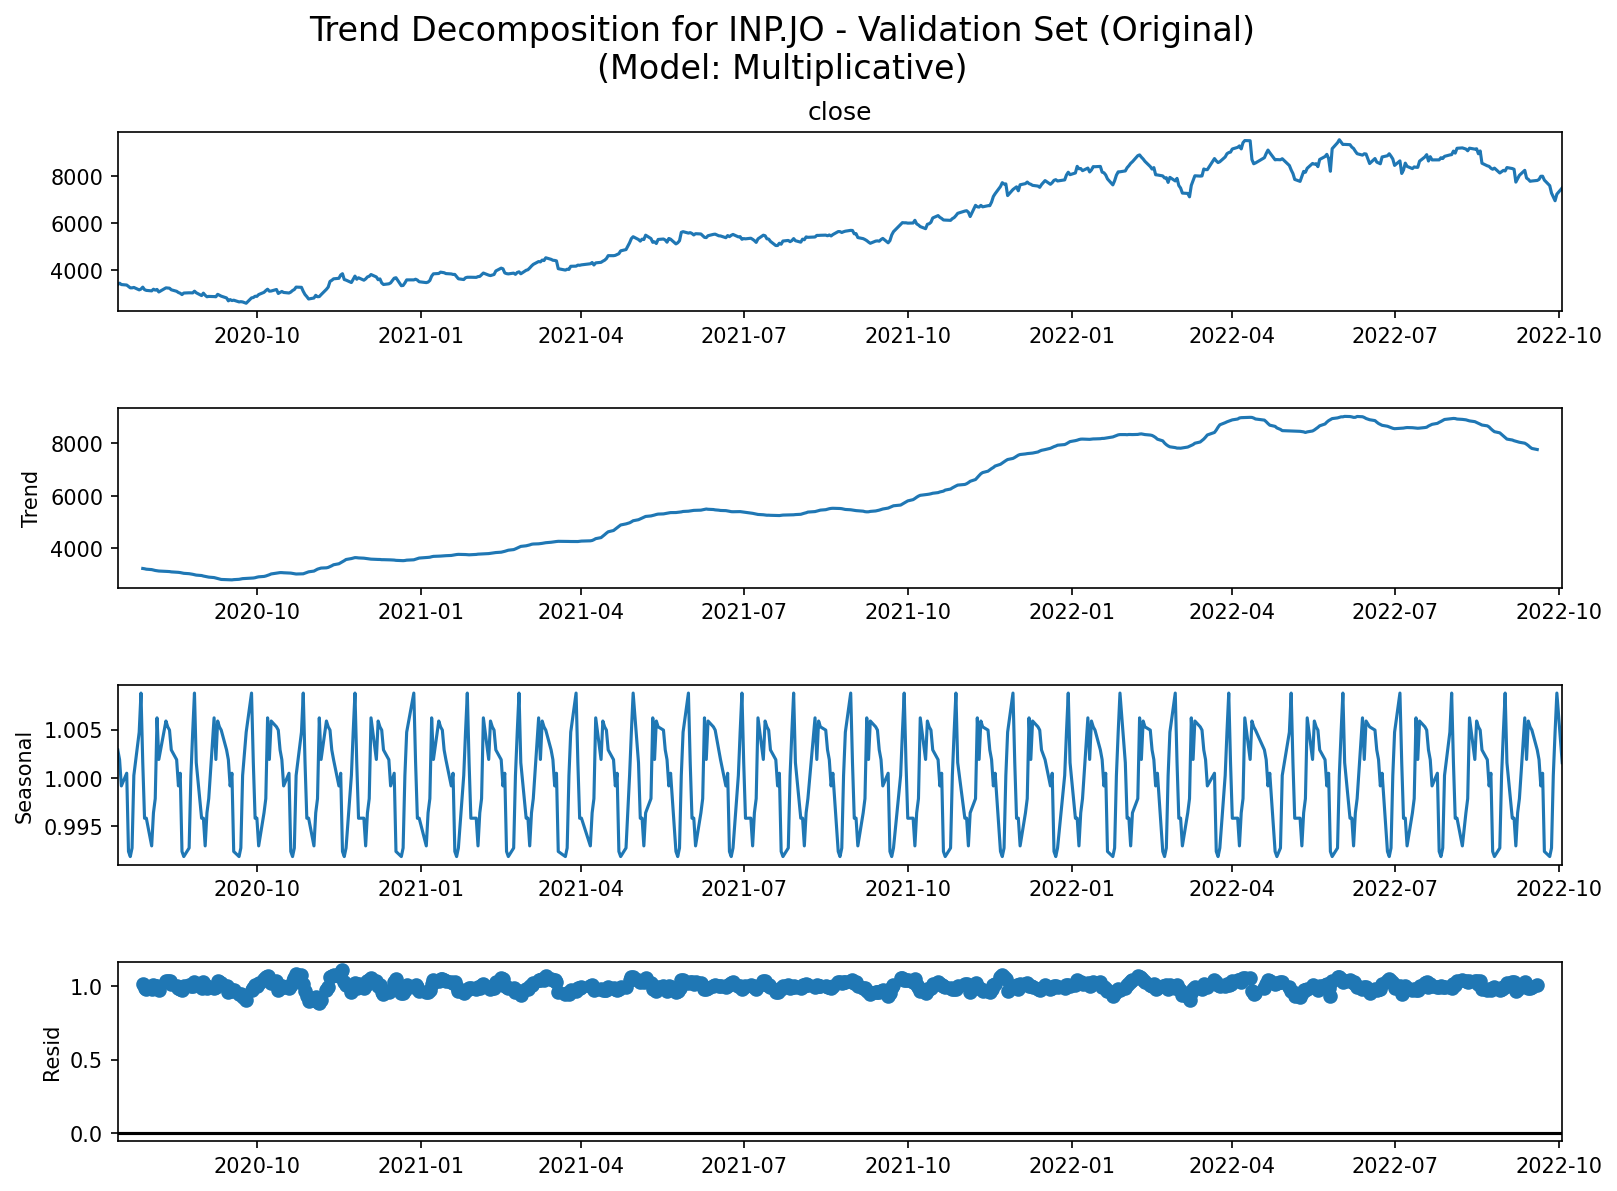 Trend Decomposition for INP.JO - Validation Set (Original)
(Model: Multiplicative)
close
8000
6000
4000
2020-10 2021-01 2021-04 2021-07 2021-10 2022-01 2022-04 2022-07 2022-10
Trend
8000
6000
4000
2020-10 2021-01 2021-04 2021-07 2021-10 2022-01 2022-04 2022-07 2022-10
Seasonal
1.005
1.000
0.995
2020-10 2021-01 2021-04 2021-07 2021-10 2022-01 2022-04 2022-07 2022-10
Resid
1.0
0.5
0.0
2020-10 2021-01 2021-04 2021-07 2021-10 2022-01 2022-04 2022-07 2022-10